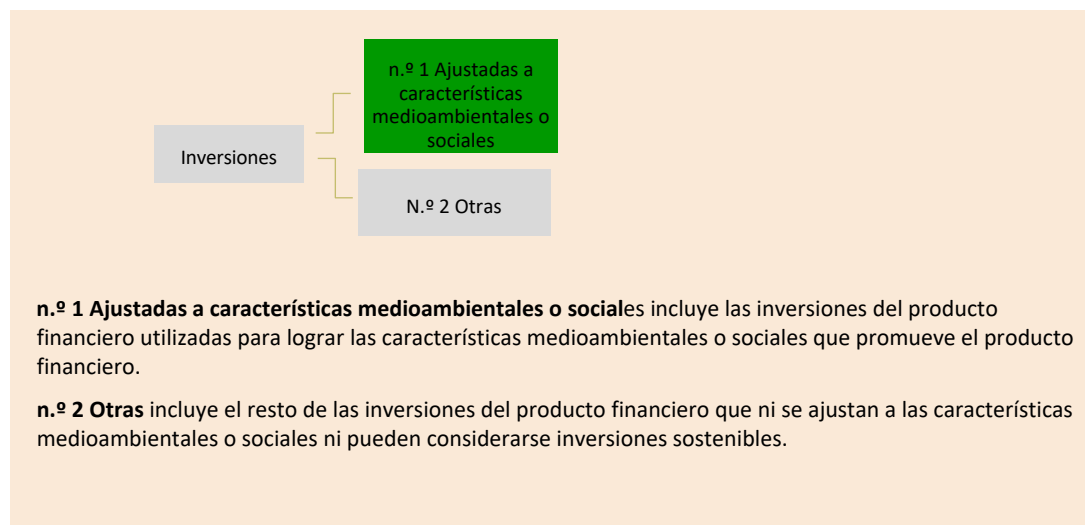 n.º 1 Ajustadas a
características
medioambientales o
sociales
Inversiones
N.º 2 Otras
n.º 1 Ajustadas a características medioambientales o sociales incluye las inversiones del producto
financiero utilizadas para lograr las características medioambientales o sociales que promueve el producto
financiero.
n.º 2 Otras incluye el resto de las inversiones del producto financiero que ni se ajustan a las características
medioambientales o sociales ni pueden considerarse inversiones sostenibles.